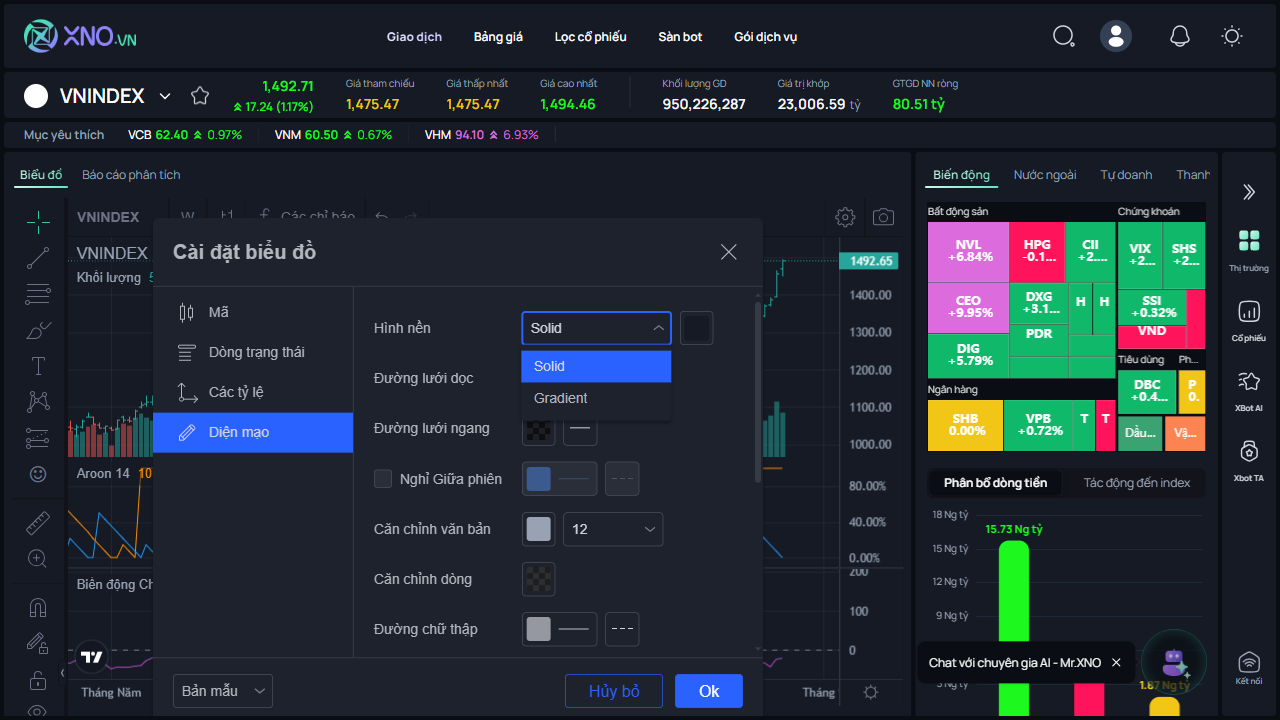 XNO.VN
Giao dịch
Bảng giá
Lọc cổ phiếu
Sàn bot
Gói dịch vụ
VNINDEX
1,492.71
17.24 (1.17%)
Giá tham chiếu
1,475.47
Giá thấp nhất
1,475.47
Giá cao nhất
1,494.46
Khối lượng GD
950,226,287
Giá trị khớp
23,006.59 tỷ
GTGD NN ròng
80.51 tỷ
Mục yêu thích
VCB 62.40 0.97%
VNM 60.50 0.67%
VHM 94.10 6.93%
Biểu đồ
Báo cáo phân tích
VNINDEX
W
Các chỉ báo
VNINDEX
Khối lượng 5
Aroon 14 10
Biên động Ch
Tháng Năm
Tháng
Cài đặt biểu đồ
Mã
Dòng trạng thái
Các tỷ lệ
Diện mạo
Hình nền
Solid
Solid
Gradient
Đường lưới dọc
Đường lưới ngang
Nghỉ Giữa phiên
Căn chỉnh văn bản
12
Căn chỉnh dòng
Đường chữ thập
Bản mẫu
Hủy bỏ
Ok
1492.65
1400.00
1300.00
1200.00
1100.00
1000.00
80.00%
40.00%
0.00%
200
100
0
Biến động
Nước ngoài
Tự doanh
Thanh
Bất động sản
Chứng khoán
NVL
+6.84%
HPG
-0.1...
CII
+2....
VIX
+2...
SHS
+2...
CEO
+9.95%
DXG
+3.1...
H
H
SSI
+0.32%
PDR
VND
DIG
+5.79%
Tiêu dùng
Ph...
DBC
+0.4...
P
0.
Ngân hàng
SHB
0.00%
VPB
+0.72%
T
T
Dầu...
Vậ...
Phân bổ dòng tiền
Tác động đến index
18 Ng tỷ
15.73 Ng tỷ
15 Ng tỷ
12 Ng tỷ
9 Ng tỷ
3 Ng tỷ
1.87 Ng tỷ
Chat với chuyên gia AI - Mr.XNO
Thị trường
Cổ phiếu
XBot AI
Xbot TA
Kết nối